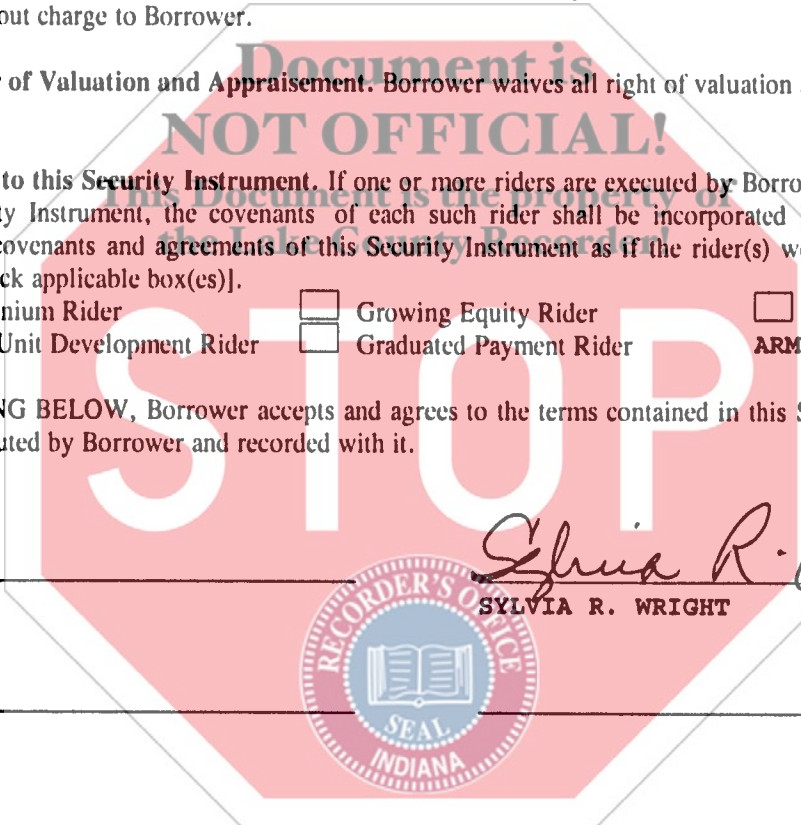 out charge to Borrower.
Document is
of Valuation and Appraisement. Borrower waives all right of valuation
NOT OFFICIAL!
to this Security Instrument. If one or more riders are executed by Borro
This Document is the property of
ty Instrument, the covenants of each such rider shall be incorporated
the Lake County Recorder!
covenants and agreements of this Security Instrument as if the rider(s) w
ck applicable box(es)].
nium Rider Growing Equity Rider
Unit Development Rider Graduated Payment Rider ARM
STOP
NG BELOW, Borrower accepts and agrees to the terms contained in this S
uted by Borrower and recorded with it.
Sylvia R.
SYLVIA R. WRIGHT
RECORDER'S OFFICE
SEAL
INDIANA